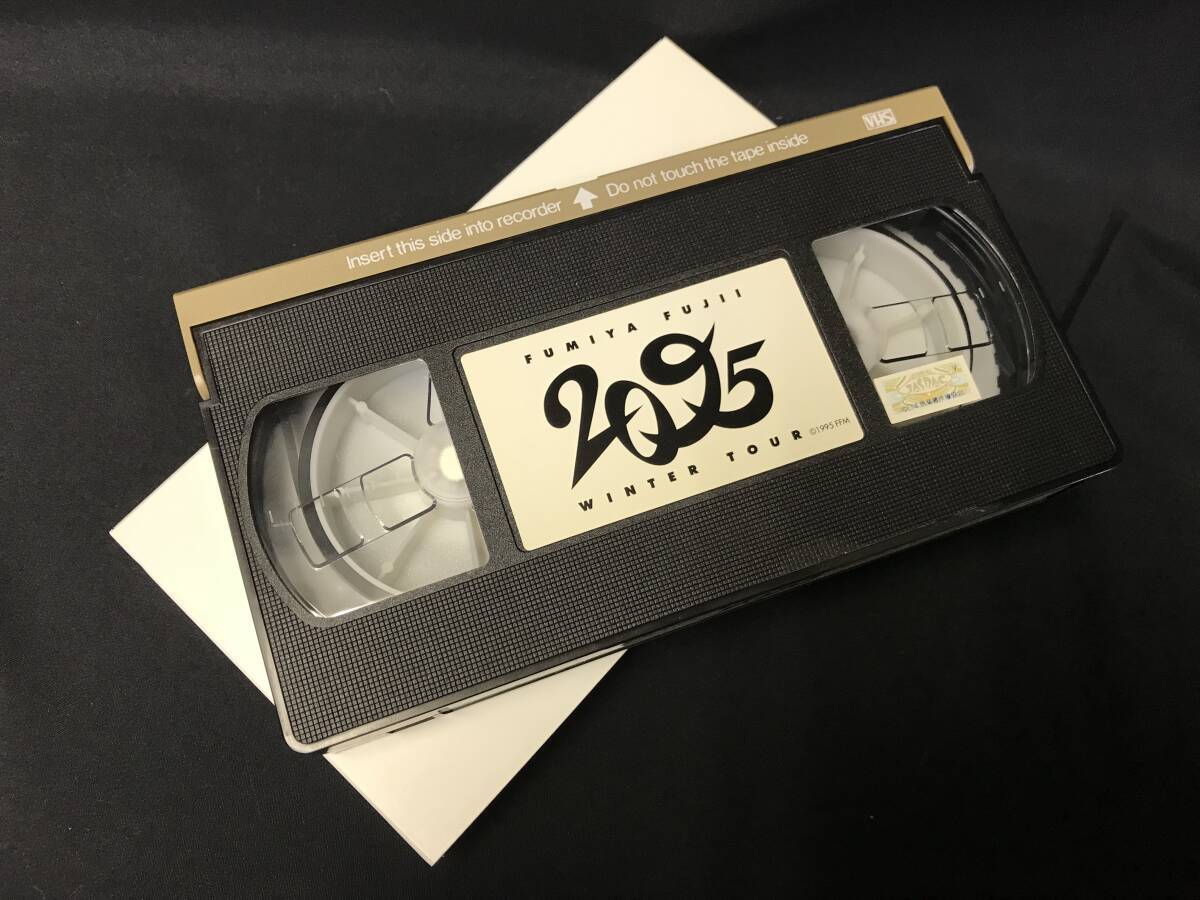 VHS
Insert this side into recorder Do not touch the tape inside
FUMIYA FUJII
2095
WINTER TOUR ©1995 FFM
JASRAC